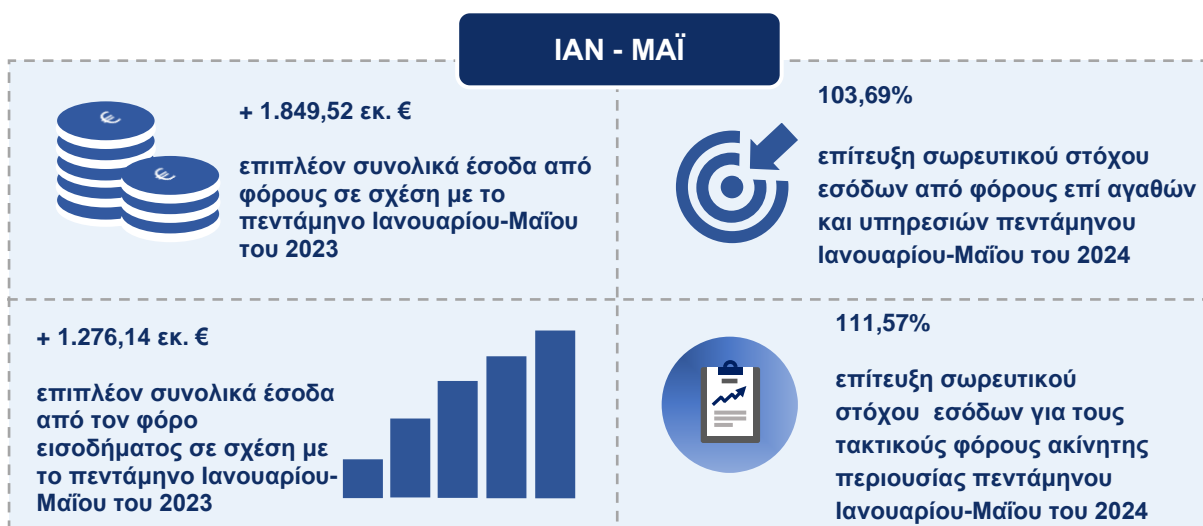 ΙΑΝ - ΜΑΪ
+ 1.849,52 εκ. €
επιπλέον συνολικά έσοδα από
φόρους σε σχέση με το
πεντάμηνο Ιανουαρίου-Μαΐου
του 2023
103,69%
επίτευξη σωρευτικού στόχου
εσόδων από φόρους επί αγαθών
και υπηρεσιών πενταμήνου
Ιανουαρίου-Μαΐου του 2024
+ 1.276,14 εκ. €
επιπλέον συνολικά έσοδα
από τον φόρο
εισοδήματος σε σχέση με
το πεντάμηνο Ιανουαρίου-
Μαΐου του 2023
111,57%
επίτευξη σωρευτικού
στόχου εσόδων για τους
τακτικούς φόρους ακίνητης
περιουσίας πενταμήνου
Ιανουαρίου-Μαΐου του 2024